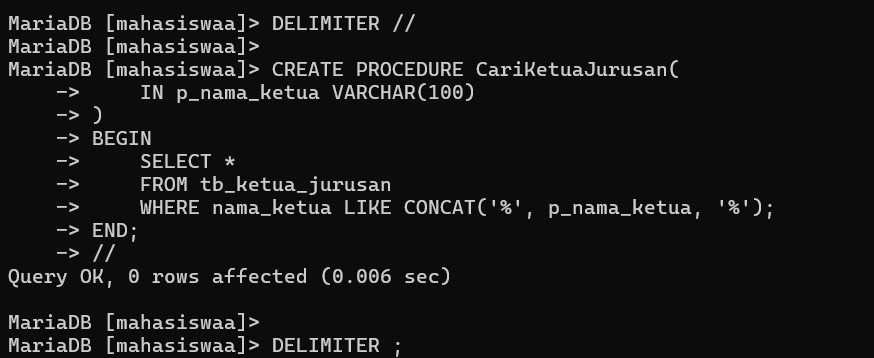 MariaDB [mahasiswaa]> DELIMITER //
MariaDB [mahasiswaa]>
MariaDB [mahasiswaa]> CREATE PROCEDURE CariKetuaJurusan(
    ->     IN p_nama_ketua VARCHAR(100)
    -> )
    -> BEGIN
    ->     SELECT *
    ->     FROM tb_ketua_jurusan
    ->     WHERE nama_ketua LIKE CONCAT('%', p_nama_ketua, '%');
    -> END;
    -> //
Query OK, 0 rows affected (0.006 sec)

MariaDB [mahasiswaa]>
MariaDB [mahasiswaa]> DELIMITER ;